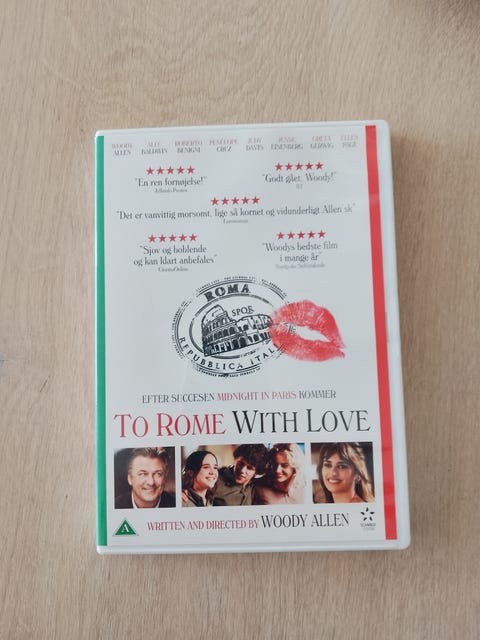 WOODY ALEC ROBERTO PENÉLOPE JUDY JESSE GRETA ELLEN
ALLEN BALDWIN BENIGNI CRUZ DAVIS EISENBERG GERWIG PAGE
"En ren fornøjelse!"
Jyllands-Posten
"Godt gået, Woody!"
"Det er vanvittig morsomt, lige så kornet og vidunderligt Allen'sk"
"Sjov og boblende
og kan klart anbefales"
CinemaOnline
"Woodys bedste film
i mange år"
ROMA
SPQR
REPUBBLICA ITALI
EFTER SUCCESEN MIDNIGHT IN PARIS KOMMER
TO ROME WITH LOVE
A
WRITTEN AND DIRECTED BY WOODY ALLEN
SCANBOX